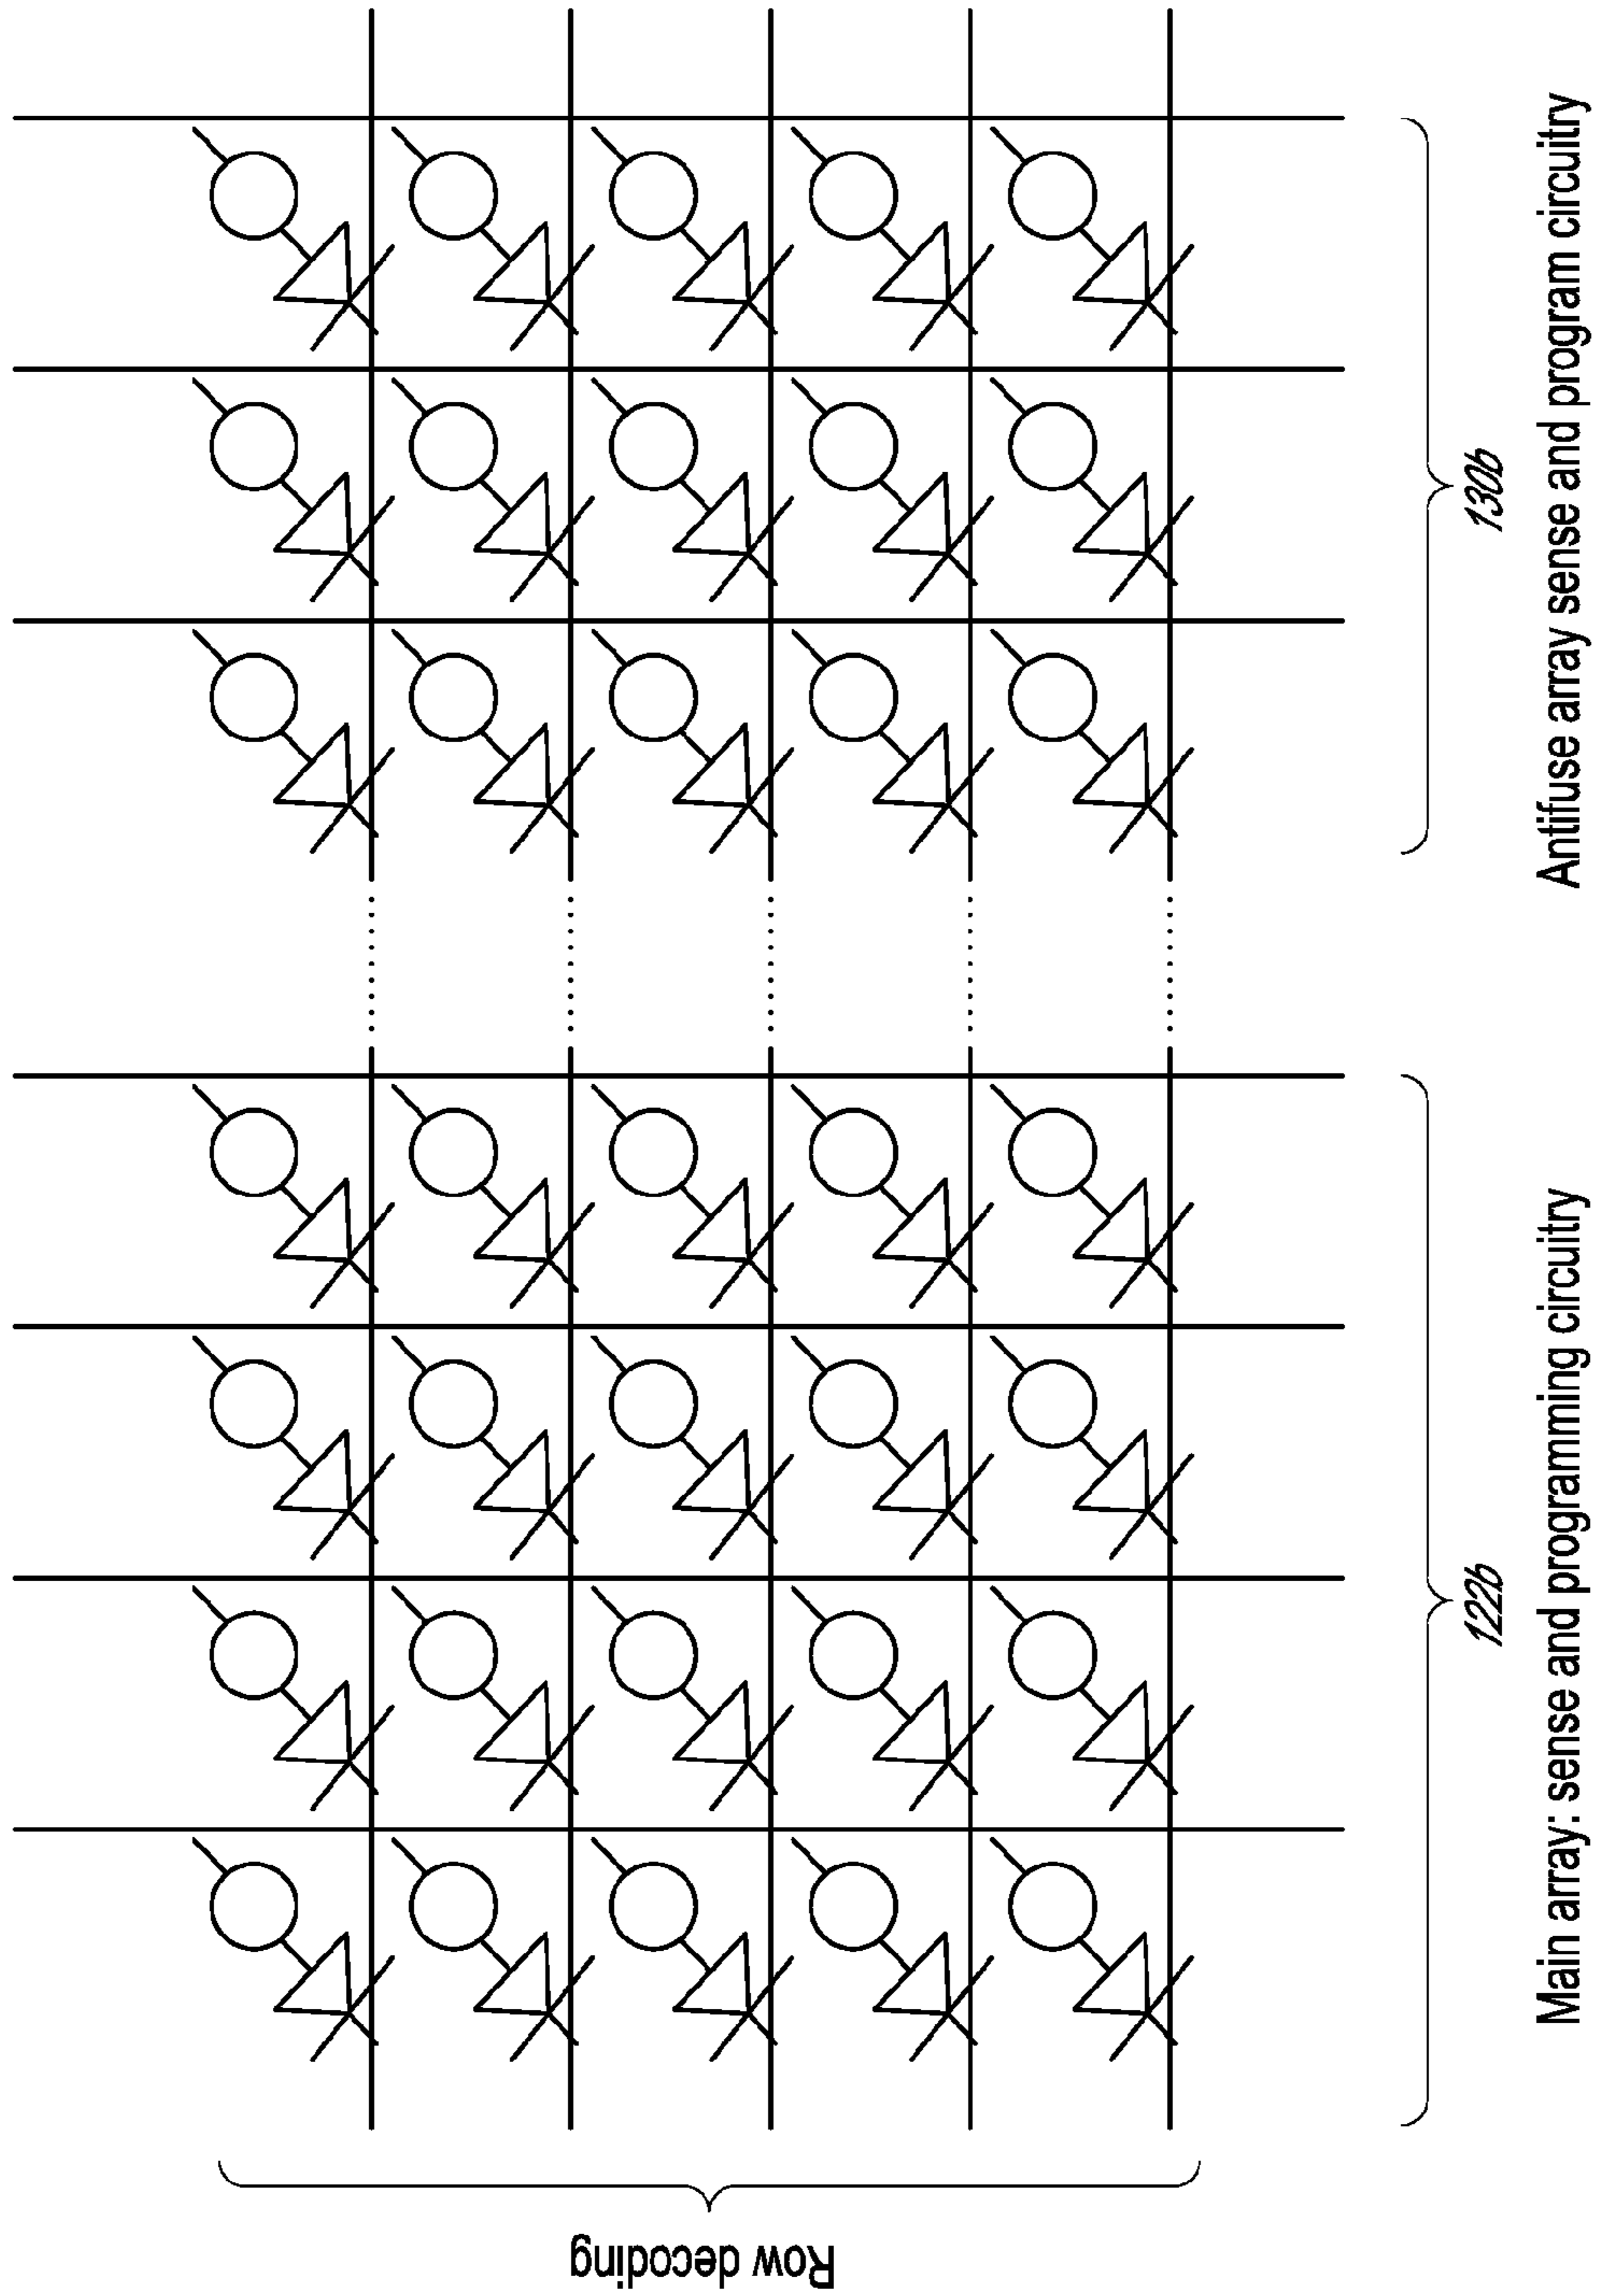 Row decoding
122b
Main array: sense and programming circuitry
130b
Antifuse array sense and program circuitry